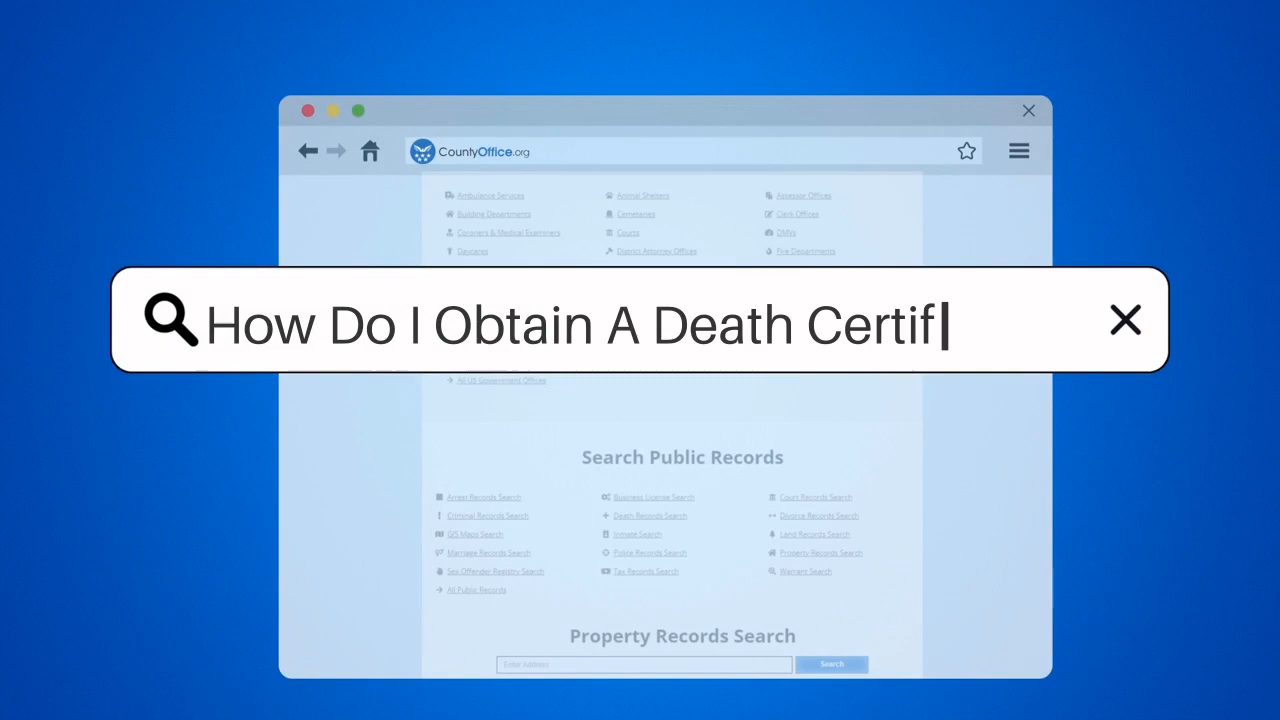 CountyOffice.org
Ambulance Services Animal Shelters Assessor Offices
Building Departments Cemeteries Clerk Offices
Coroners & Medical Examiners Courts DMVs
Daycares District Attorney Offices Fire Departments
How Do I Obtain A Death Certif
All US Government Offices
Search Public Records
Arrest Records Search Business License Search Court Records Search
Criminal Records Search Death Records Search Divorce Records Search
GIS Maps Search Inmate Search Land Records Search
Marriage Records Search Police Records Search Property Records Search
Sex Offender Registry Search Tax Records Search Warrant Search
All Public Records
Property Records Search
Enter Address Search